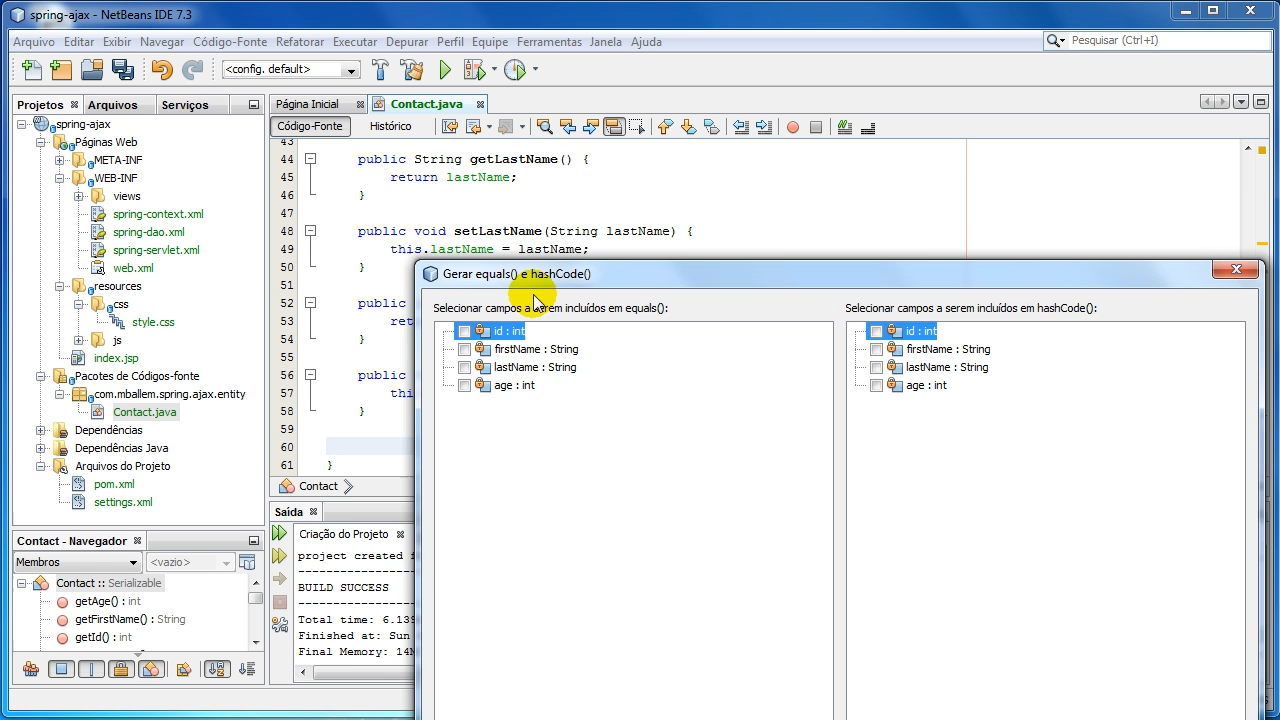 spring-ajax - NetBeans IDE 7.3
Arquivo Editar Exibir Navegar Código-Fonte Refatorar Executar Depurar Perfil Equipe Ferramentas Janela Ajuda
Pesquisar (Ctrl+I)
<config. default>
Projetos Arquivos Serviços
spring-ajax
Páginas Web
META-INF
WEB-INF
views
spring-context.xml
spring-dao.xml
spring-servlet.xml
web.xml
resources
css
style.css
js
index.jsp
Pacotes de Códigos-fonte
com.mballem.spring.ajax.entity
Contact.java
Dependências
Dependências Java
Arquivos do Projeto
pom.xml
settings.xml
Contact - Navegador
Membros <vazio>
Contact :: Serializable
getAge() : int
getFirstName() : String
getId() : int
Página Inicial Contact.java
Código-Fonte Histórico
43
44 public String getLastName() {
45 return lastName;
46 }
47
48 public void setLastName(String lastName) {
49 this.lastName = lastName;
50 }
51
52 public
53 ret
54 }
55
56 public
57 thi
58 }
59
60
61 }
Contact
Saída
Criação do Projeto
project created f
BUILD SUCCESS
Total time: 6.139
Finished at: Sun
Final Memory: 14M
Gerar equals() e hashCode()
Selecionar campos a serem incluídos em equals():
id : int
firstName : String
lastName : String
age : int
Selecionar campos a serem incluídos em hashCode():
id : int
firstName : String
lastName : String
age : int